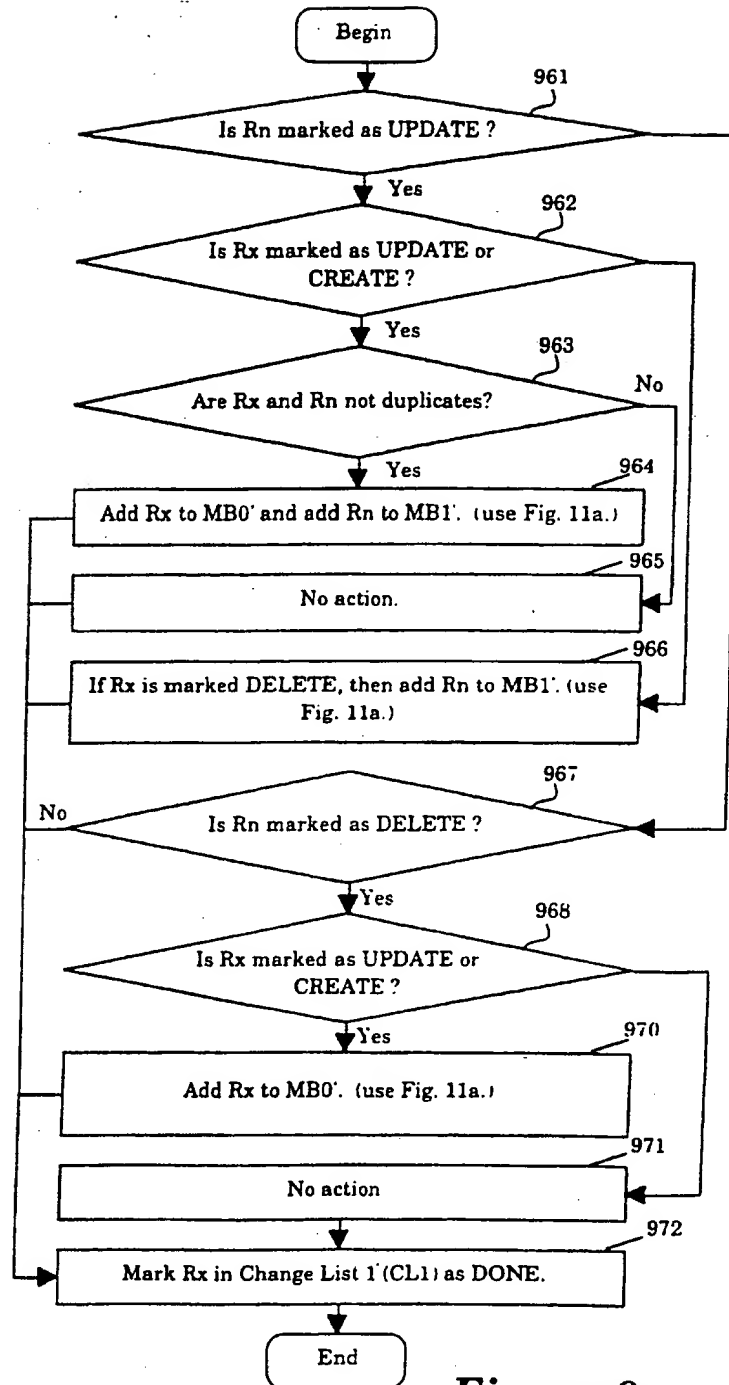 Begin
961
Is Rn marked as UPDATE ?
Yes
962
Is Rx marked as UPDATE or
CREATE ?
Yes
963
No
Are Rx and Rn not duplicates?
Yes
964
Add Rx to MB0' and add Rn to MB1'. (use Fig. 11a.)
965
No action.
966
If Rx is marked DELETE, then add Rn to MB1'. (use
Fig. 11a.)
967
No
Is Rn marked as DELETE ?
Yes
968
Is Rx marked as UPDATE or
CREATE ?
Yes
970
Add Rx to MB0'. (use Fig. 11a.)
971
No action
972
Mark Rx in Change List 1' (CL1) as DONE.
End